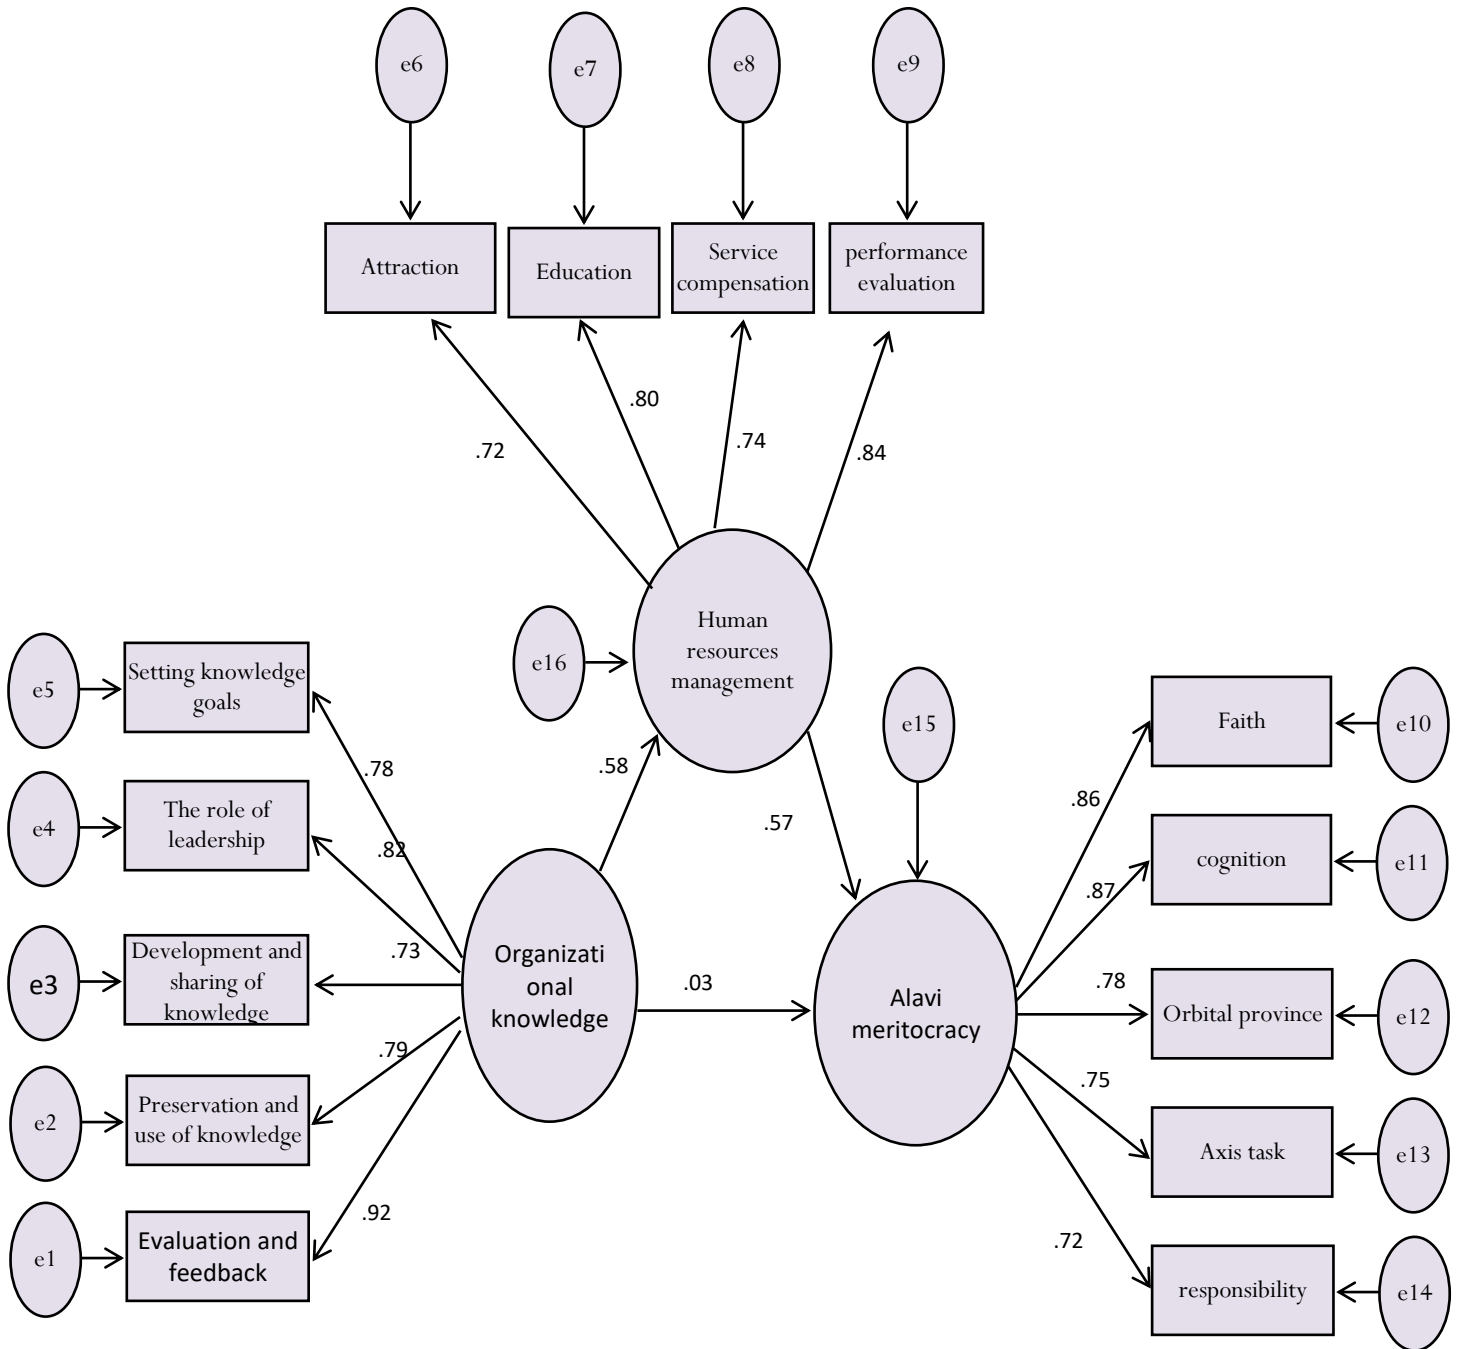 e6
e7
e8
e9
Attraction
Education
Service
compensation
performance
evaluation
.72
.80
.74
.84
Human
resources
management
e16
e5
Setting knowledge
goals
e15
Faith
e10
.78
.58
.57
.86
e4
The role of
leadership
.82
cognition
e11
.87
e3
Development and
sharing of
knowledge
.73
Organizati
onal
knowledge
.03
Alavi
meritocracy
.78
Orbital province
e12
.79
.75
e2
Preservation and
use of knowledge
Axis task
e13
.92
.72
e1
Evaluation and
feedback
responsibility
e14